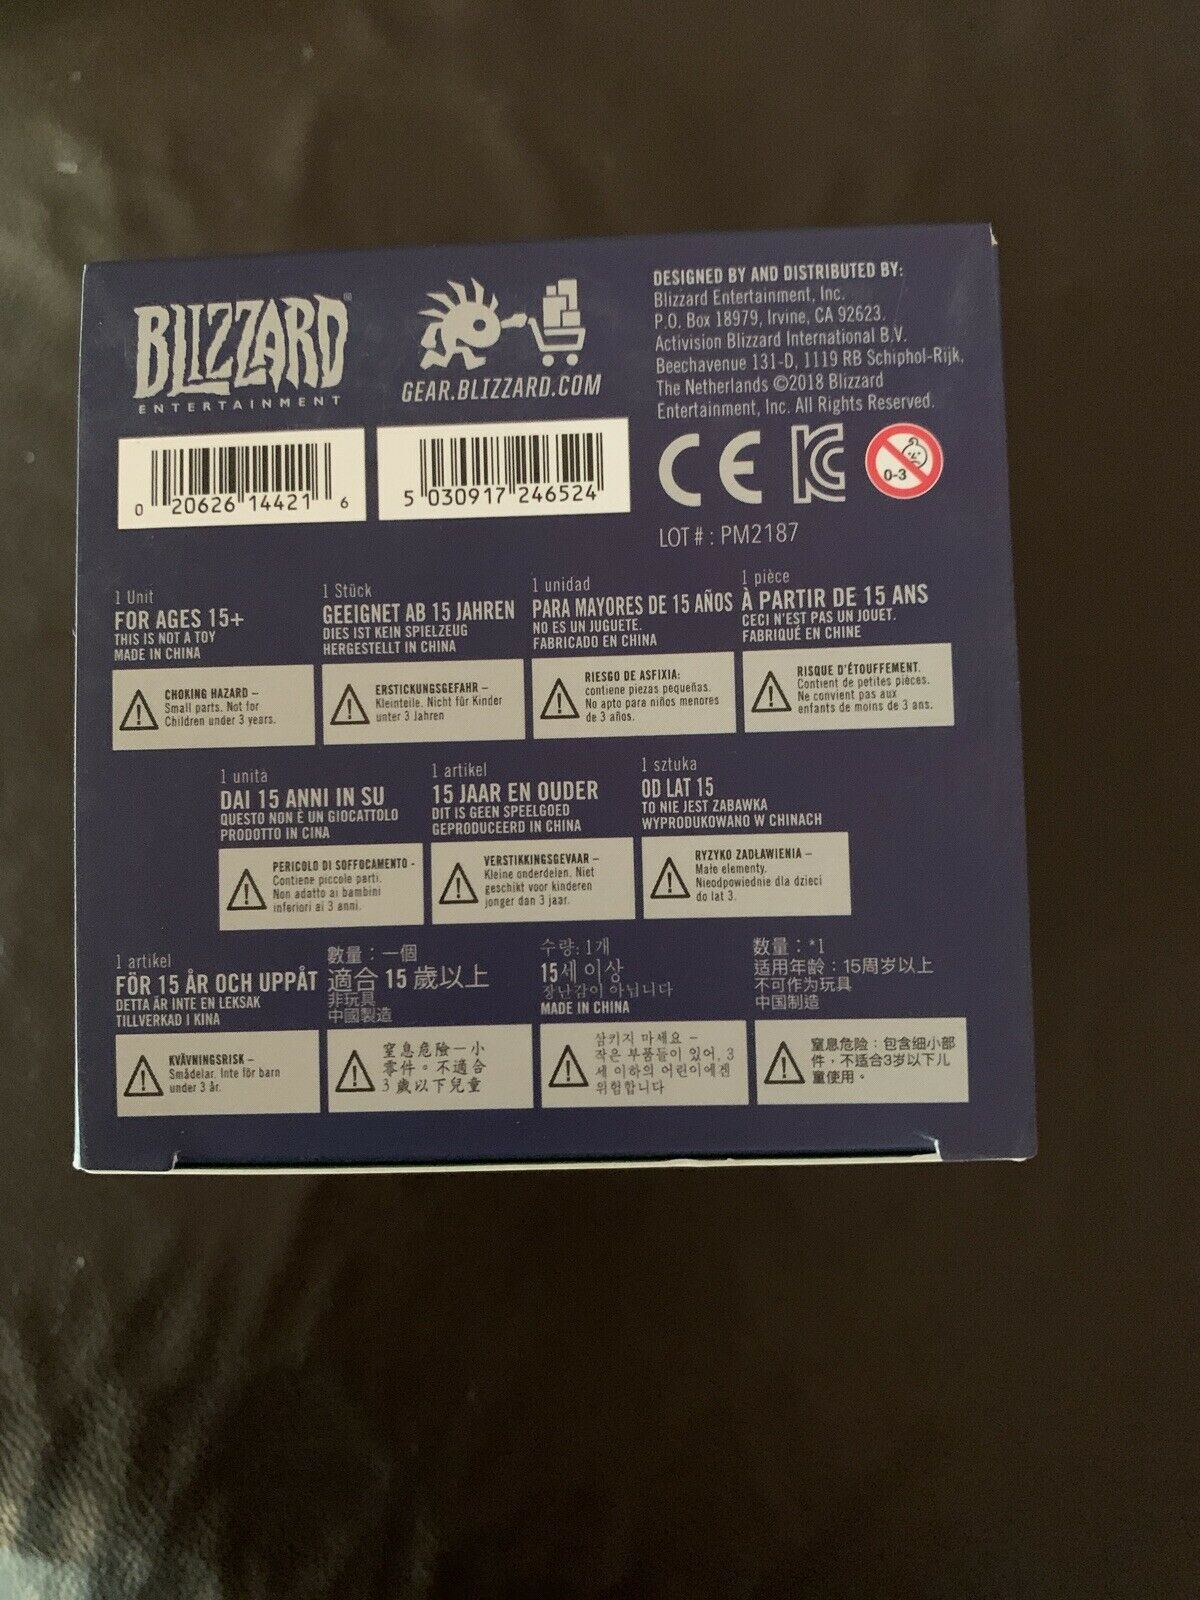 BLIZZARD™
ENTERTAINMENT
GEAR.BLIZZARD.COM
DESIGNED BY AND DISTRIBUTED BY:
Blizzard Entertainment, Inc.
P.O. Box 18979, Irvine, CA 92623.
Activision Blizzard International B.V.
Beechavenue 131-D, 1119 RB Schiphol-Rijk,
The Netherlands ©2018 Blizzard
Entertainment, Inc. All Rights Reserved.
0 20626 14421 6
5 030917 246524
CE
0-3
LOT # : PM2187
1 Unit
FOR AGES 15+
THIS IS NOT A TOY
MADE IN CHINA
CHOKING HAZARD –
Small parts. Not for
Children under 3 years.
1 Stück
GEEIGNET AB 15 JAHREN
DIES IST KEIN SPIELZEUG
HERGESTELLT IN CHINA
ERSTICKUNGSGEFAHR –
Kleinteile. Nicht für Kinder
unter 3 Jahren
1 unidad
PARA MAYORES DE 15 AÑOS
NO ES UN JUGUETE.
FABRICADO EN CHINA
RIESGO DE ASFIXIA:
contiene piezas pequeñas.
No apto para niños menores
de 3 años.
1 pièce
À PARTIR DE 15 ANS
CECI N'EST PAS UN JOUET.
FABRIQUÉ EN CHINE
RISQUE D'ÉTOUFFEMENT.
Contient de petites pièces.
Ne convient pas aux
enfants de moins de 3 ans.
1 unità
DAI 15 ANNI IN SU
QUESTO NON È UN GIOCATTOLO
PRODOTTO IN CINA
PERICOLO DI SOFFOCAMENTO -
Contiene piccole parti.
Non adatto ai bambini
inferiori ai 3 anni.
1 artikel
15 JAAR EN OUDER
DIT IS GEEN SPEELGOED
GEPRODUCEERD IN CHINA
VERSTIKKINGSGEVAAR –
Kleine onderdelen. Niet
geschikt voor kinderen
jonger dan 3 jaar.
1 sztuka
OD LAT 15
TO NIE JEST ZABAWKA
WYPRODUKOWANO W CHINACH
RYZYKO ZADŁAWIENIA –
Małe elementy.
Nieodpowiednie dla dzieci
do lat 3.
1 artikel
FÖR 15 ÅR OCH UPPÅT
DETTA ÄR INTE EN LEKSAK
TILLVERKAD I KINA
KVÄVNINGSRISK –
Smådelar. Inte för barn
under 3 år.
數量：一個
適合 15 歲以上
非玩具
中國製造
窒息危險 – 小
零件。不適合
3 歲以下兒童
수량: 1개
15세 이상
장난감이 아닙니다
MADE IN CHINA
삼키지 마세요 –
작은 부품들이 있어, 3
세 이하의 어린이에겐
위험합니다
数量：*1
适用年龄：15周岁以上
不可作为玩具
中国制造
窒息危险：包含细小部
件，不适合3岁以下儿
童使用。